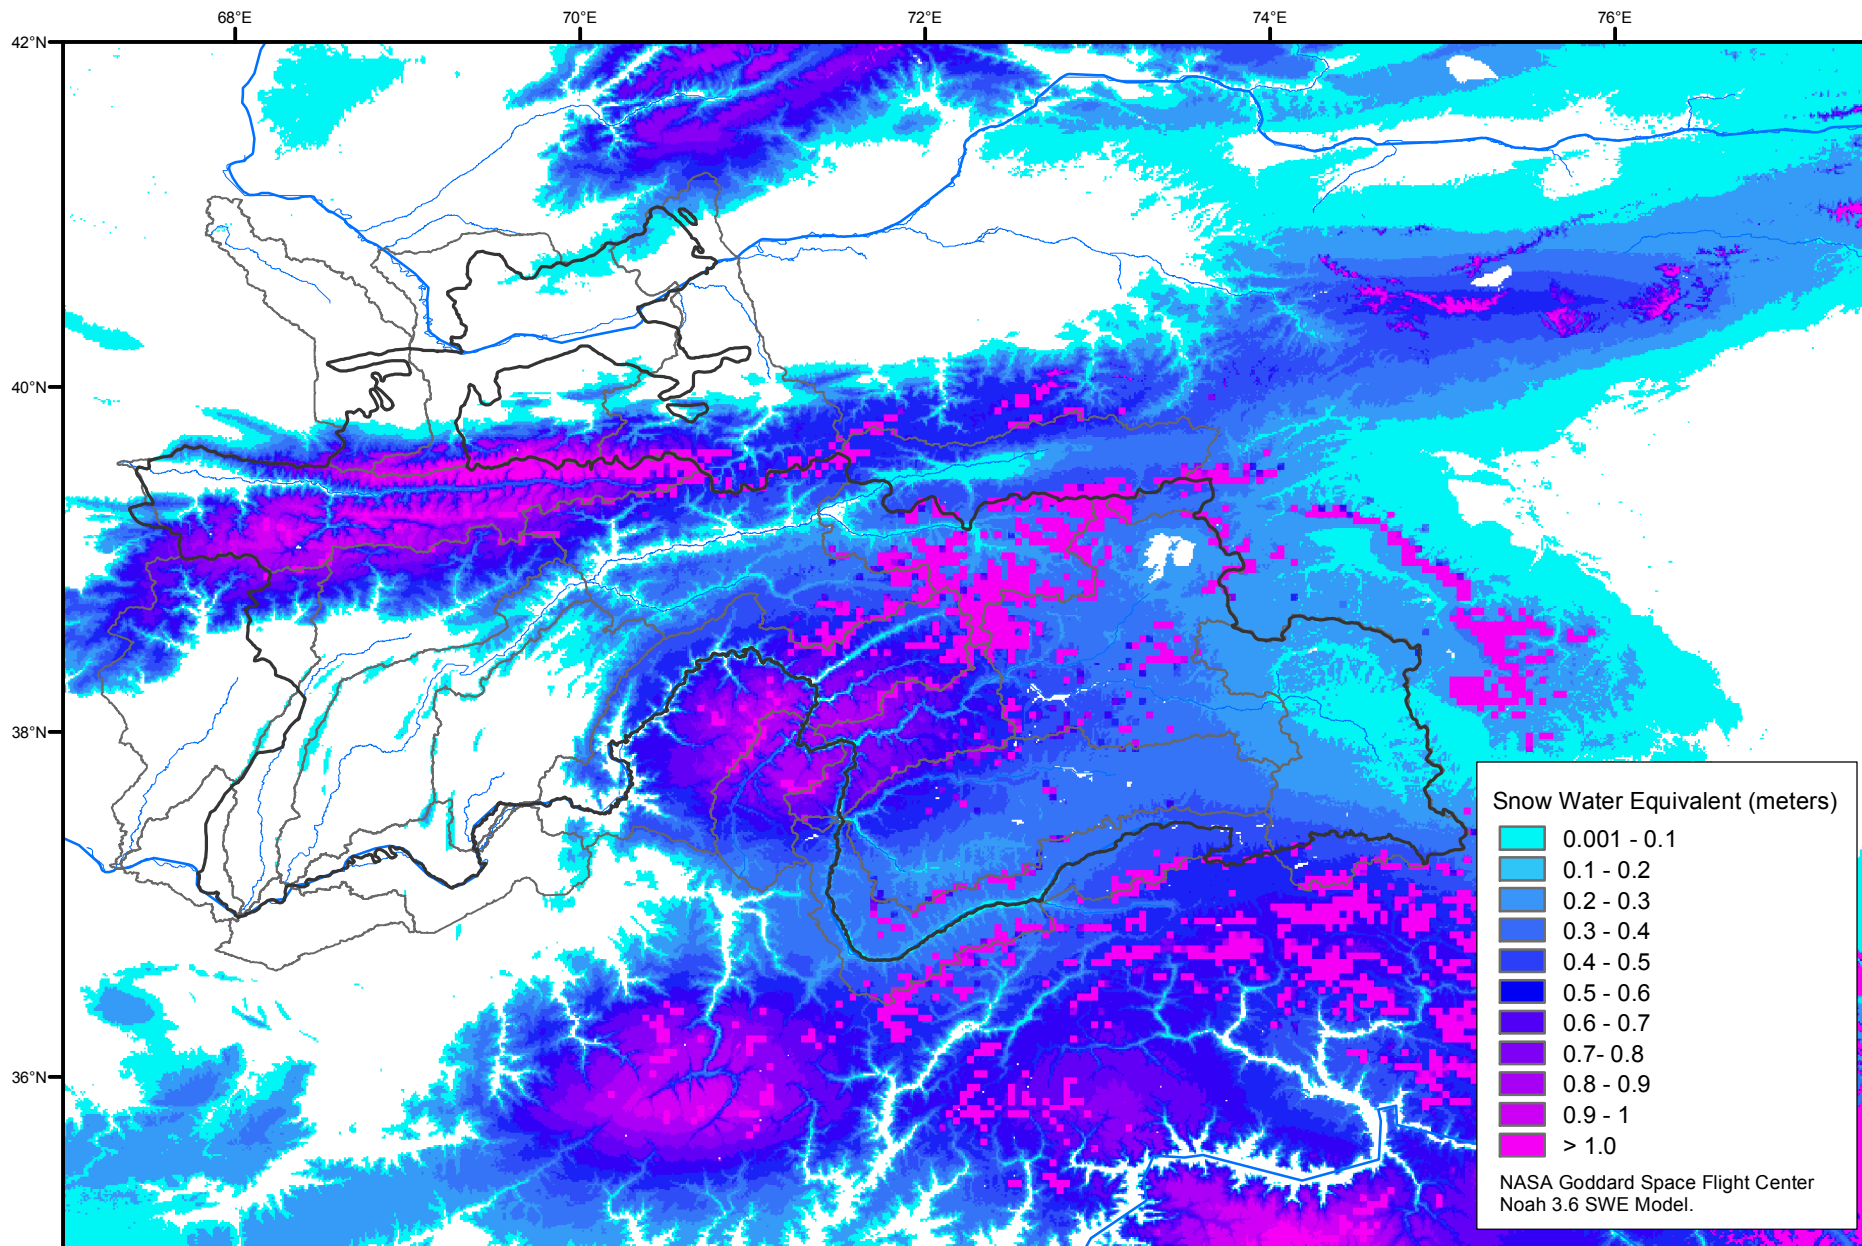 68°E 70°E 72°E 74°E 76°E
42°N
40°N
38°N
36°N
Snow Water Equivalent (meters)
0.001 - 0.1
0.1 - 0.2
0.2 - 0.3
0.3 - 0.4
0.4 - 0.5
0.5 - 0.6
0.6 - 0.7
0.7- 0.8
0.8 - 0.9
0.9 - 1
> 1.0
NASA Goddard Space Flight Center
Noah 3.6 SWE Model.